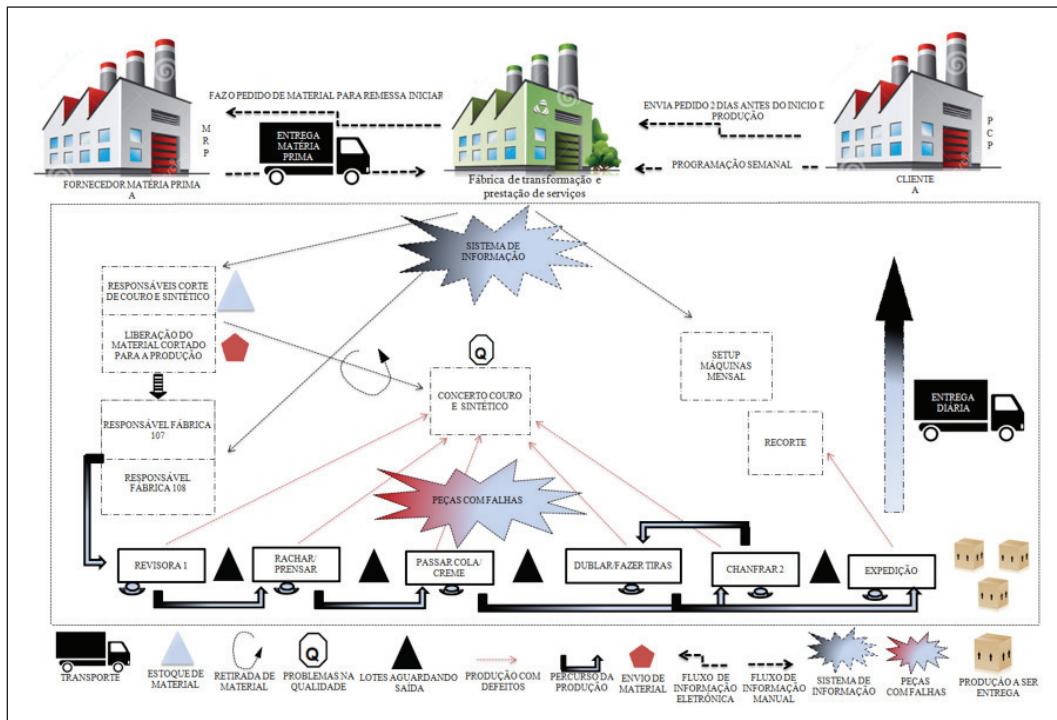 FAZ O PEDIDO DE MATERIAL PARA REMESSA INICIAR
ENVIA PEDIDO 2 DIAS ANTES DO INICIO D
PRODUÇÃO
MRP
ENTREGA
MATÉRIA
PRIMA
PCP
PROGRAMAÇÃO SEMANAL
FORNECEDOR MATÉRIA PRIMA
A
Fábrica de transformação e
prestação de serviços
CLIENTE
A
SISTEMA DE
INFORMAÇÃO
RESPONSÁVEIS CORTE
DE COURO E SINTÉTICO
LIBERAÇÃO DO
MATERIAL CORTADO
PARA A PRODUÇÃO
Q
SETUP
MÁQUINAS
MENSAL
CONCERTO COURO
E SINTÉTICO
ENTREGA
DIÁRIA
RESPONSÁVEL FÁBRICA
107
RECORTE
RESPONSÁVEL
FÁBRICA 108
PEÇAS COM FALHAS
REVISORA 1
RACHAR/
PRENSAR
PASSAR COLA/
CREME
DUBLAR/FAZER TIRAS
CHANFRAR 2
EXPEDIÇÃO
Q
TRANSPORTE
ESTOQUE DE
MATERIAL
RETIRADA DE
MATERIAL
PROBLEMAS NA
QUALIDADE
LOTES AGUARDANDO
SAÍDA
PRODUÇÃO COM
DEFEITOS
PERCURSO DA
PRODUÇÃO
ENVIO DE
MATERIAL
FLUXO DE
INFORMAÇÃO
ELETRÔNICA
FLUXO DE
INFORMAÇÃO
MANUAL
SISTEMA DE
INFORMAÇÃO
PEÇAS
COM FALHAS
PRODUÇÃO A SER
ENTREGA